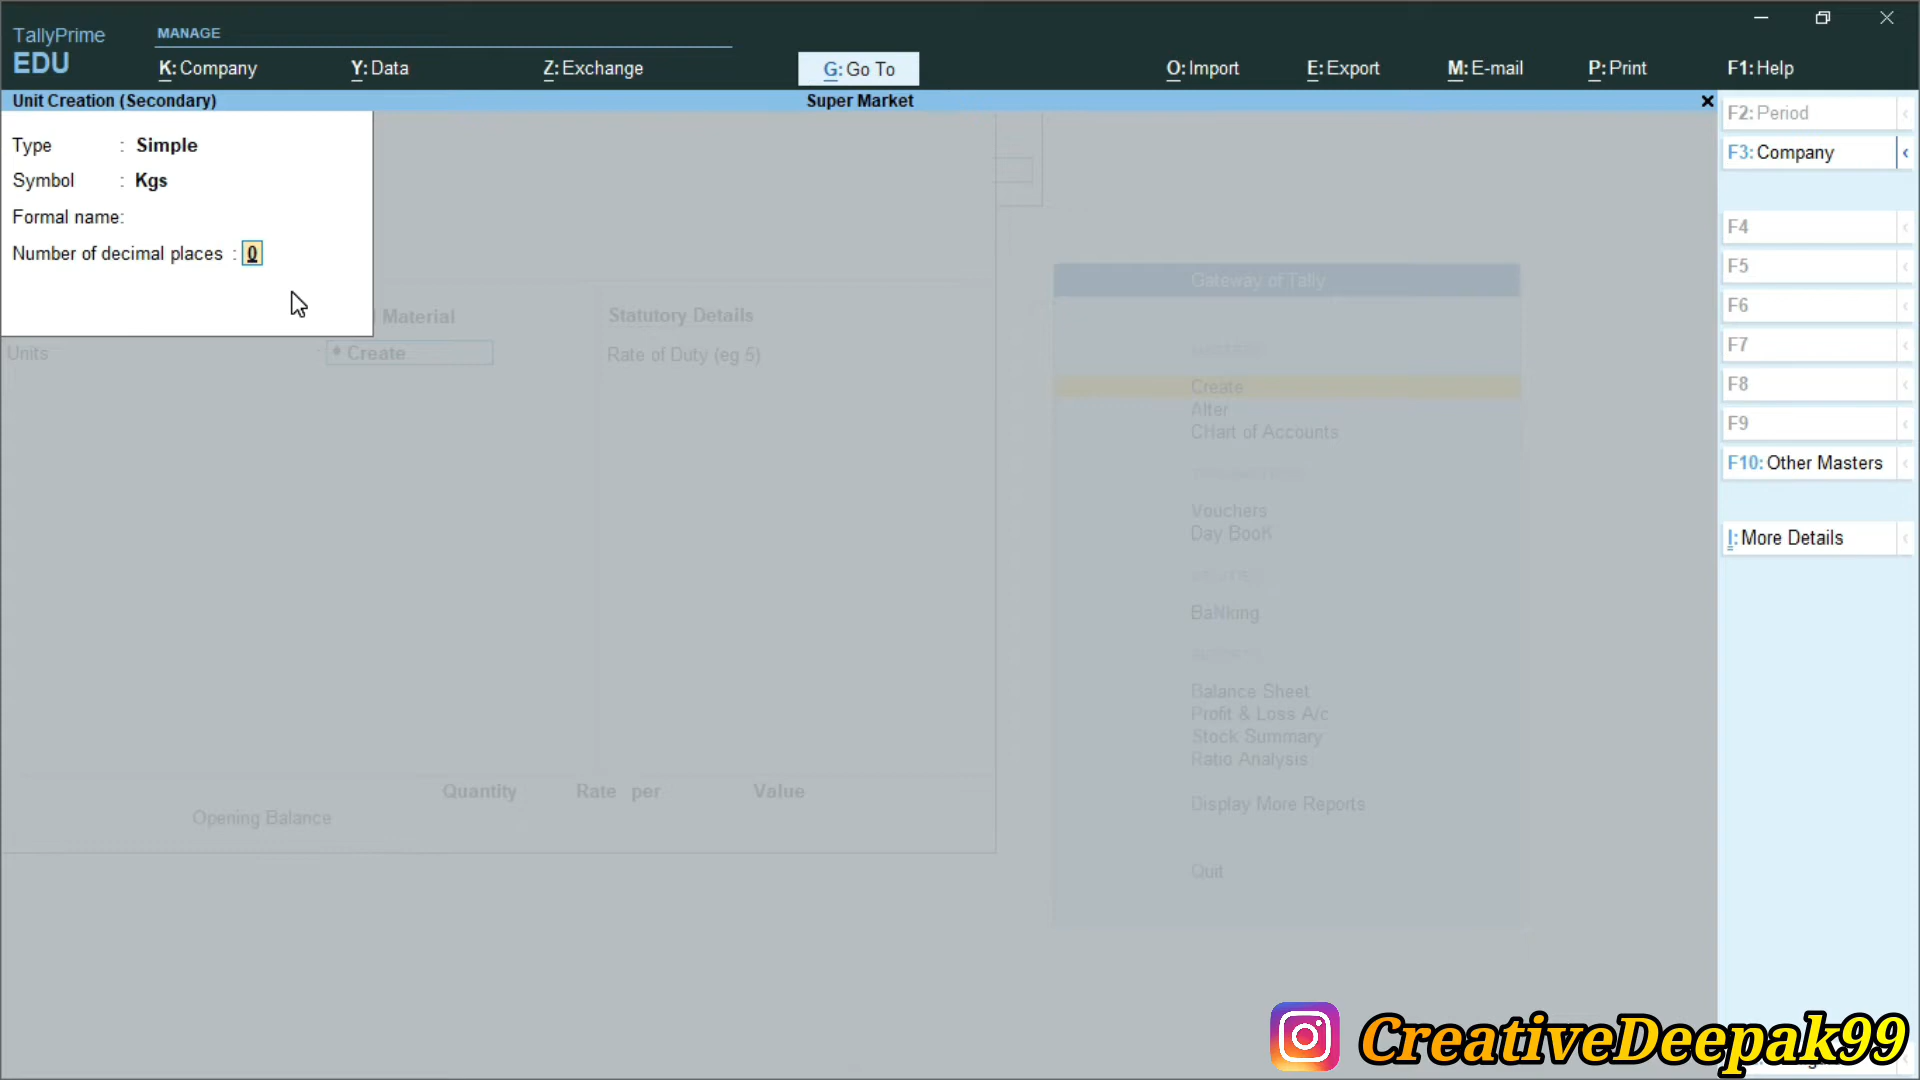 TallyPrime
EDU
MANAGE
K: Company
Y: Data
Z: Exchange
G: Go To
O: Import
E: Export
M: E-mail
P: Print
F1: Help
Unit Creation (Secondary)
Super Market
Type : Simple
Symbol : Kgs
Formal name:
Number of decimal places : 0
Material
Statutory Details
Units
Create
Rate of Duty (eg 5)
Quantity Rate per Value
Opening Balance
Gateway of Tally
Create
Alter
CHart of Accounts
Vouchers
Day BooK
BaNking
Balance Sheet
Profit & Loss A/c
Stock Summary
Ratio Analysis
Display More Reports
Quit
F2: Period
F3: Company
F4
F5
F6
F7
F8
F9
F10: Other Masters
I: More Details
CreativeDeepak99